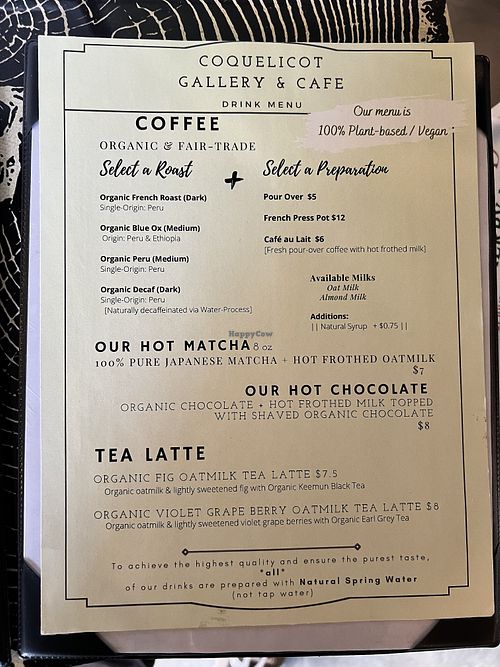 COQUELICOT
GALLERY & CAFE
DRINK MENU
Our menu is
100% Plant-based / Vegan
COFFEE
ORGANIC & FAIR-TRADE
Select a Roast + Select a Preparation
Organic French Roast (Dark)
Single-Origin: Peru
Organic Blue Ox (Medium)
Origin: Peru & Ethiopia
Organic Peru (Medium)
Single-Origin: Peru
Organic Decaf (Dark)
Single-Origin: Peru
[Naturally decaffeinated via Water-Process]
Pour Over $5
French Press Pot $12
Café au Lait $6
[Fresh pour-over coffee with hot frothed milk]
Available Milks
Oat Milk
Almond Milk
Additions:
|| Natural Syrup + $0.75 ||
HappyCow
OUR HOT MATCHA 8 oz
100% PURE JAPANESE MATCHA + HOT FROTHED OATMILK
$7
OUR HOT CHOCOLATE
ORGANIC CHOCOLATE + HOT FROTHED MILK TOPPED
WITH SHAVED ORGANIC CHOCOLATE
$8
TEA LATTE
ORGANIC FIG OATMILK TEA LATTE $7.5
Organic oatmilk & lightly sweetened fig with Organic Keemun Black Tea
ORGANIC VIOLET GRAPE BERRY OATMILK TEA LATTE $8
Organic oatmilk & lightly sweetened violet grape berries with Organic Earl Grey Tea
To achieve the highest quality and ensure the purest taste,
*all*
of our drinks are prepared with Natural Spring Water
(not tap water)